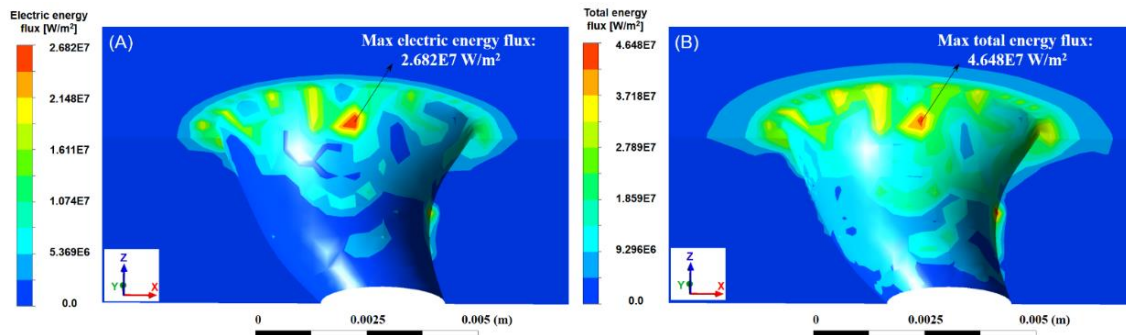 Electric energy
flux [W/m²]
2.682E7
2.148E7
1.611E7
1.074E7
5.369E6
0.0
(A)
Max electric energy flux:
2.682E7 W/m²
Z
Y
X
0 0.0025 0.005 (m)
Total energy
flux [W/m²]
4.648E7
3.718E7
2.789E7
1.859E7
9.296E6
0.0
(B)
Max total energy flux:
4.648E7 W/m²
Z
Y
X
0 0.0025 0.005 (m)